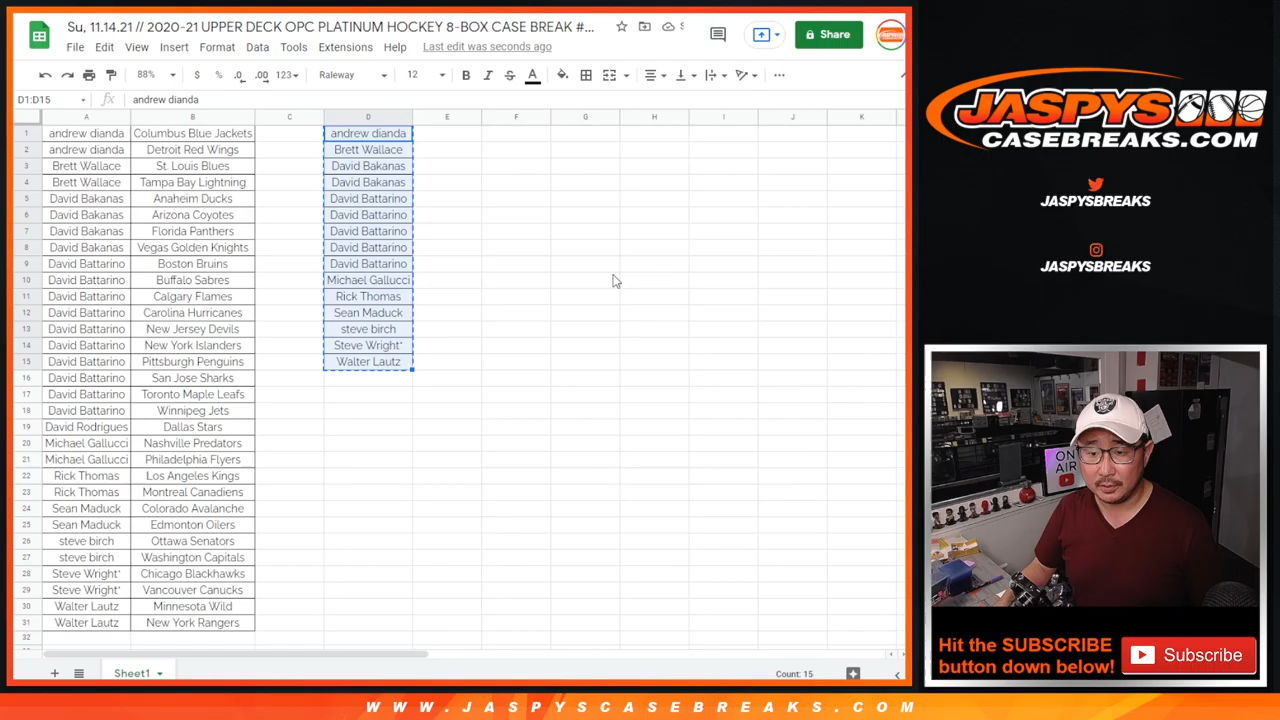 Su, 11.14.21 // 2020-21 UPPER DECK OPC PLATINUM HOCKEY 8-BOX CASE BREAK #...
File Edit View Insert Format Data Tools Extensions Help Last edit was seconds ago
Share
88% $ % .0 .00 123 Raleway 12 B I S A
D1:D15 fx andrew dianda
A B C D E F G H I J K
1 andrew dianda Columbus Blue Jackets andrew dianda
2 andrew dianda Detroit Red Wings Brett Wallace
3 Brett Wallace St. Louis Blues David Bakanas
4 Brett Wallace Tampa Bay Lightning David Bakanas
5 David Bakanas Anaheim Ducks David Battarino
6 David Bakanas Arizona Coyotes David Battarino
7 David Bakanas Florida Panthers David Battarino
8 David Bakanas Vegas Golden Knights David Battarino
9 David Battarino Boston Bruins David Battarino
10 David Battarino Buffalo Sabres Michael Gallucci
11 David Battarino Calgary Flames Rick Thomas
12 David Battarino Carolina Hurricanes Sean Maduck
13 David Battarino New Jersey Devils steve birch
14 David Battarino New York Islanders Steve Wright*
15 David Battarino Pittsburgh Penguins Walter Lautz
16 David Battarino San Jose Sharks
17 David Battarino Toronto Maple Leafs
18 David Battarino Winnipeg Jets
19 David Rodrigues Dallas Stars
20 Michael Gallucci Nashville Predators
21 Michael Gallucci Philadelphia Flyers
22 Rick Thomas Los Angeles Kings
23 Rick Thomas Montreal Canadiens
24 Sean Maduck Colorado Avalanche
25 Sean Maduck Edmonton Oilers
26 steve birch Ottawa Senators
27 steve birch Washington Capitals
28 Steve Wright* Chicago Blackhawks
29 Steve Wright* Vancouver Canucks
30 Walter Lautz Minnesota Wild
31 Walter Lautz New York Rangers
32
Sheet1 Count: 15
JASPYS
CASEBREAKS.COM
JASPYSBREAKS
JASPYSBREAKS
ON
AIR
Hit the SUBSCRIBE
button down below!
Subscribe
WWW.JASPYSCASEBREAKS.COM